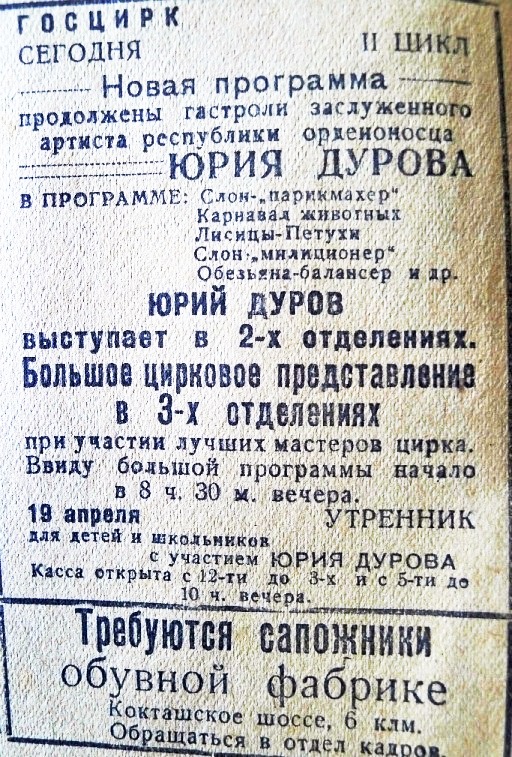 ГОСЦИРК
СЕГОДНЯ II ЦИКЛ
Новая программа
продолжены гастроли заслуженного
артиста республики орденоносца
ЮРИЯ ДУРОВА
В ПРОГРАММЕ: Слон-„парикмахер"
Карнавал животных
Лисицы-Петухи
Слон-„милиционер"
Обезьяна-балансер и др.
ЮРИЙ ДУРОВ
выступает в 2-х отделениях.
Большое цирковое представление
в 3-х отделениях
при участии лучших мастеров цирка.
Ввиду большой программы начало
в 8 ч. 30 м. вечера.
19 апреля УТРЕННИК
для детей и школьников
с участием ЮРИЯ ДУРОВА
Касса открыта с 12-ти до 3-х и с 5-ти до
10 ч. вечера.
Требуются сапожники
обувной фабрике
Кокташское шоссе, 6 клм.
Обращаться в отдел кадров.